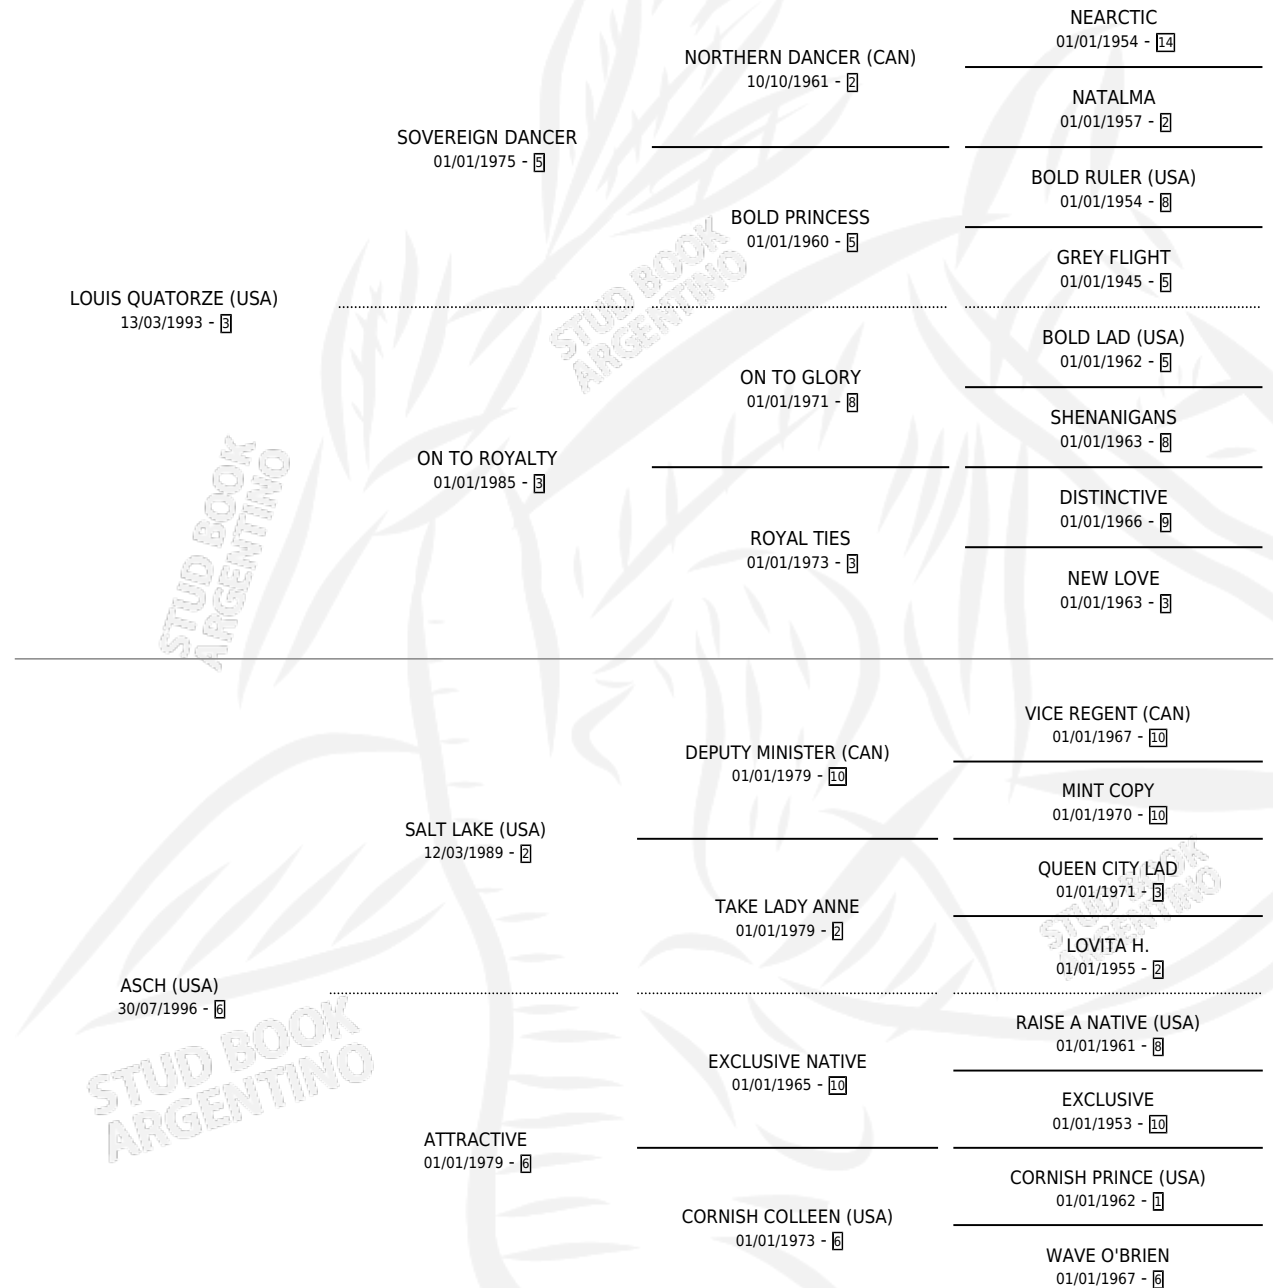 NEARCTIC
01/01/1954 - 14
NORTHERN DANCER (CAN)
10/10/1961 - 2
NATALMA
01/01/1957 - 2
SOVEREIGN DANCER
01/01/1975 - 5
BOLD RULER (USA)
01/01/1954 - 8
BOLD PRINCESS
01/01/1960 - 5
GREY FLIGHT
01/01/1945 - 5
LOUIS QUATORZE (USA)
13/03/1993 - 3
STUD BOOK
ARGENTINO
BOLD LAD (USA)
01/01/1962 - 5
ON TO GLORY
01/01/1971 - 8
SHENANIGANS
01/01/1963 - 8
ON TO ROYALTY
01/01/1985 - 3
DISTINCTIVE
01/01/1966 - 9
ROYAL TIES
01/01/1973 - 3
NEW LOVE
01/01/1963 - 3
STUD BOOK
ARGENTINO
VICE REGENT (CAN)
01/01/1967 - 10
DEPUTY MINISTER (CAN)
01/01/1979 - 10
MINT COPY
01/01/1970 - 10
SALT LAKE (USA)
12/03/1989 - 2
QUEEN CITY LAD
01/01/1971 - 3
TAKE LADY ANNE
01/01/1979 - 2
LOVITA H.
01/01/1955 - 2
STUD BOOK
ARGENTINO
ASCH (USA)
30/07/1996 - 6
RAISE A NATIVE (USA)
01/01/1961 - 8
EXCLUSIVE NATIVE
01/01/1965 - 10
EXCLUSIVE
01/01/1953 - 10
STUD BOOK
ARGENTINO
ATTRACTIVE
01/01/1979 - 6
CORNISH PRINCE (USA)
01/01/1962 - 1
CORNISH COLLEEN (USA)
01/01/1973 - 6
WAVE O'BRIEN
01/01/1967 - 6